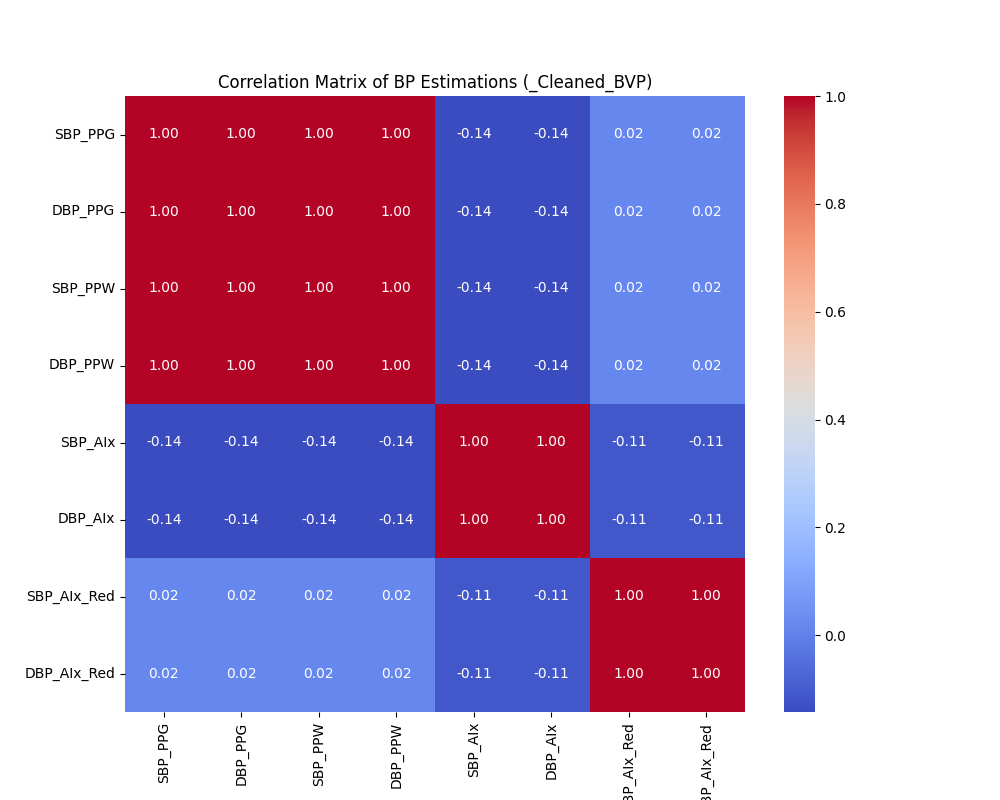 Correlation Matrix of BP Estimations (_Cleaned_BVP)
SBP_PPG 1.00 1.00 1.00 1.00 -0.14 -0.14 0.02 0.02
DBP_PPG 1.00 1.00 1.00 1.00 -0.14 -0.14 0.02 0.02
SBP_PPW 1.00 1.00 1.00 1.00 -0.14 -0.14 0.02 0.02
DBP_PPW 1.00 1.00 1.00 1.00 -0.14 -0.14 0.02 0.02
SBP_AIx -0.14 -0.14 -0.14 -0.14 1.00 1.00 -0.11 -0.11
DBP_AIx -0.14 -0.14 -0.14 -0.14 1.00 1.00 -0.11 -0.11
SBP_AIx_Red 0.02 0.02 0.02 0.02 -0.11 -0.11 1.00 1.00
DBP_AIx_Red 0.02 0.02 0.02 0.02 -0.11 -0.11 1.00 1.00
SBP_PPG
DBP_PPG
SBP_PPW
DBP_PPW
SBP_AIx
DBP_AIx
BP_AIx_Red
BP_AIx_Red
1.0
0.8
0.6
0.4
0.2
0.0